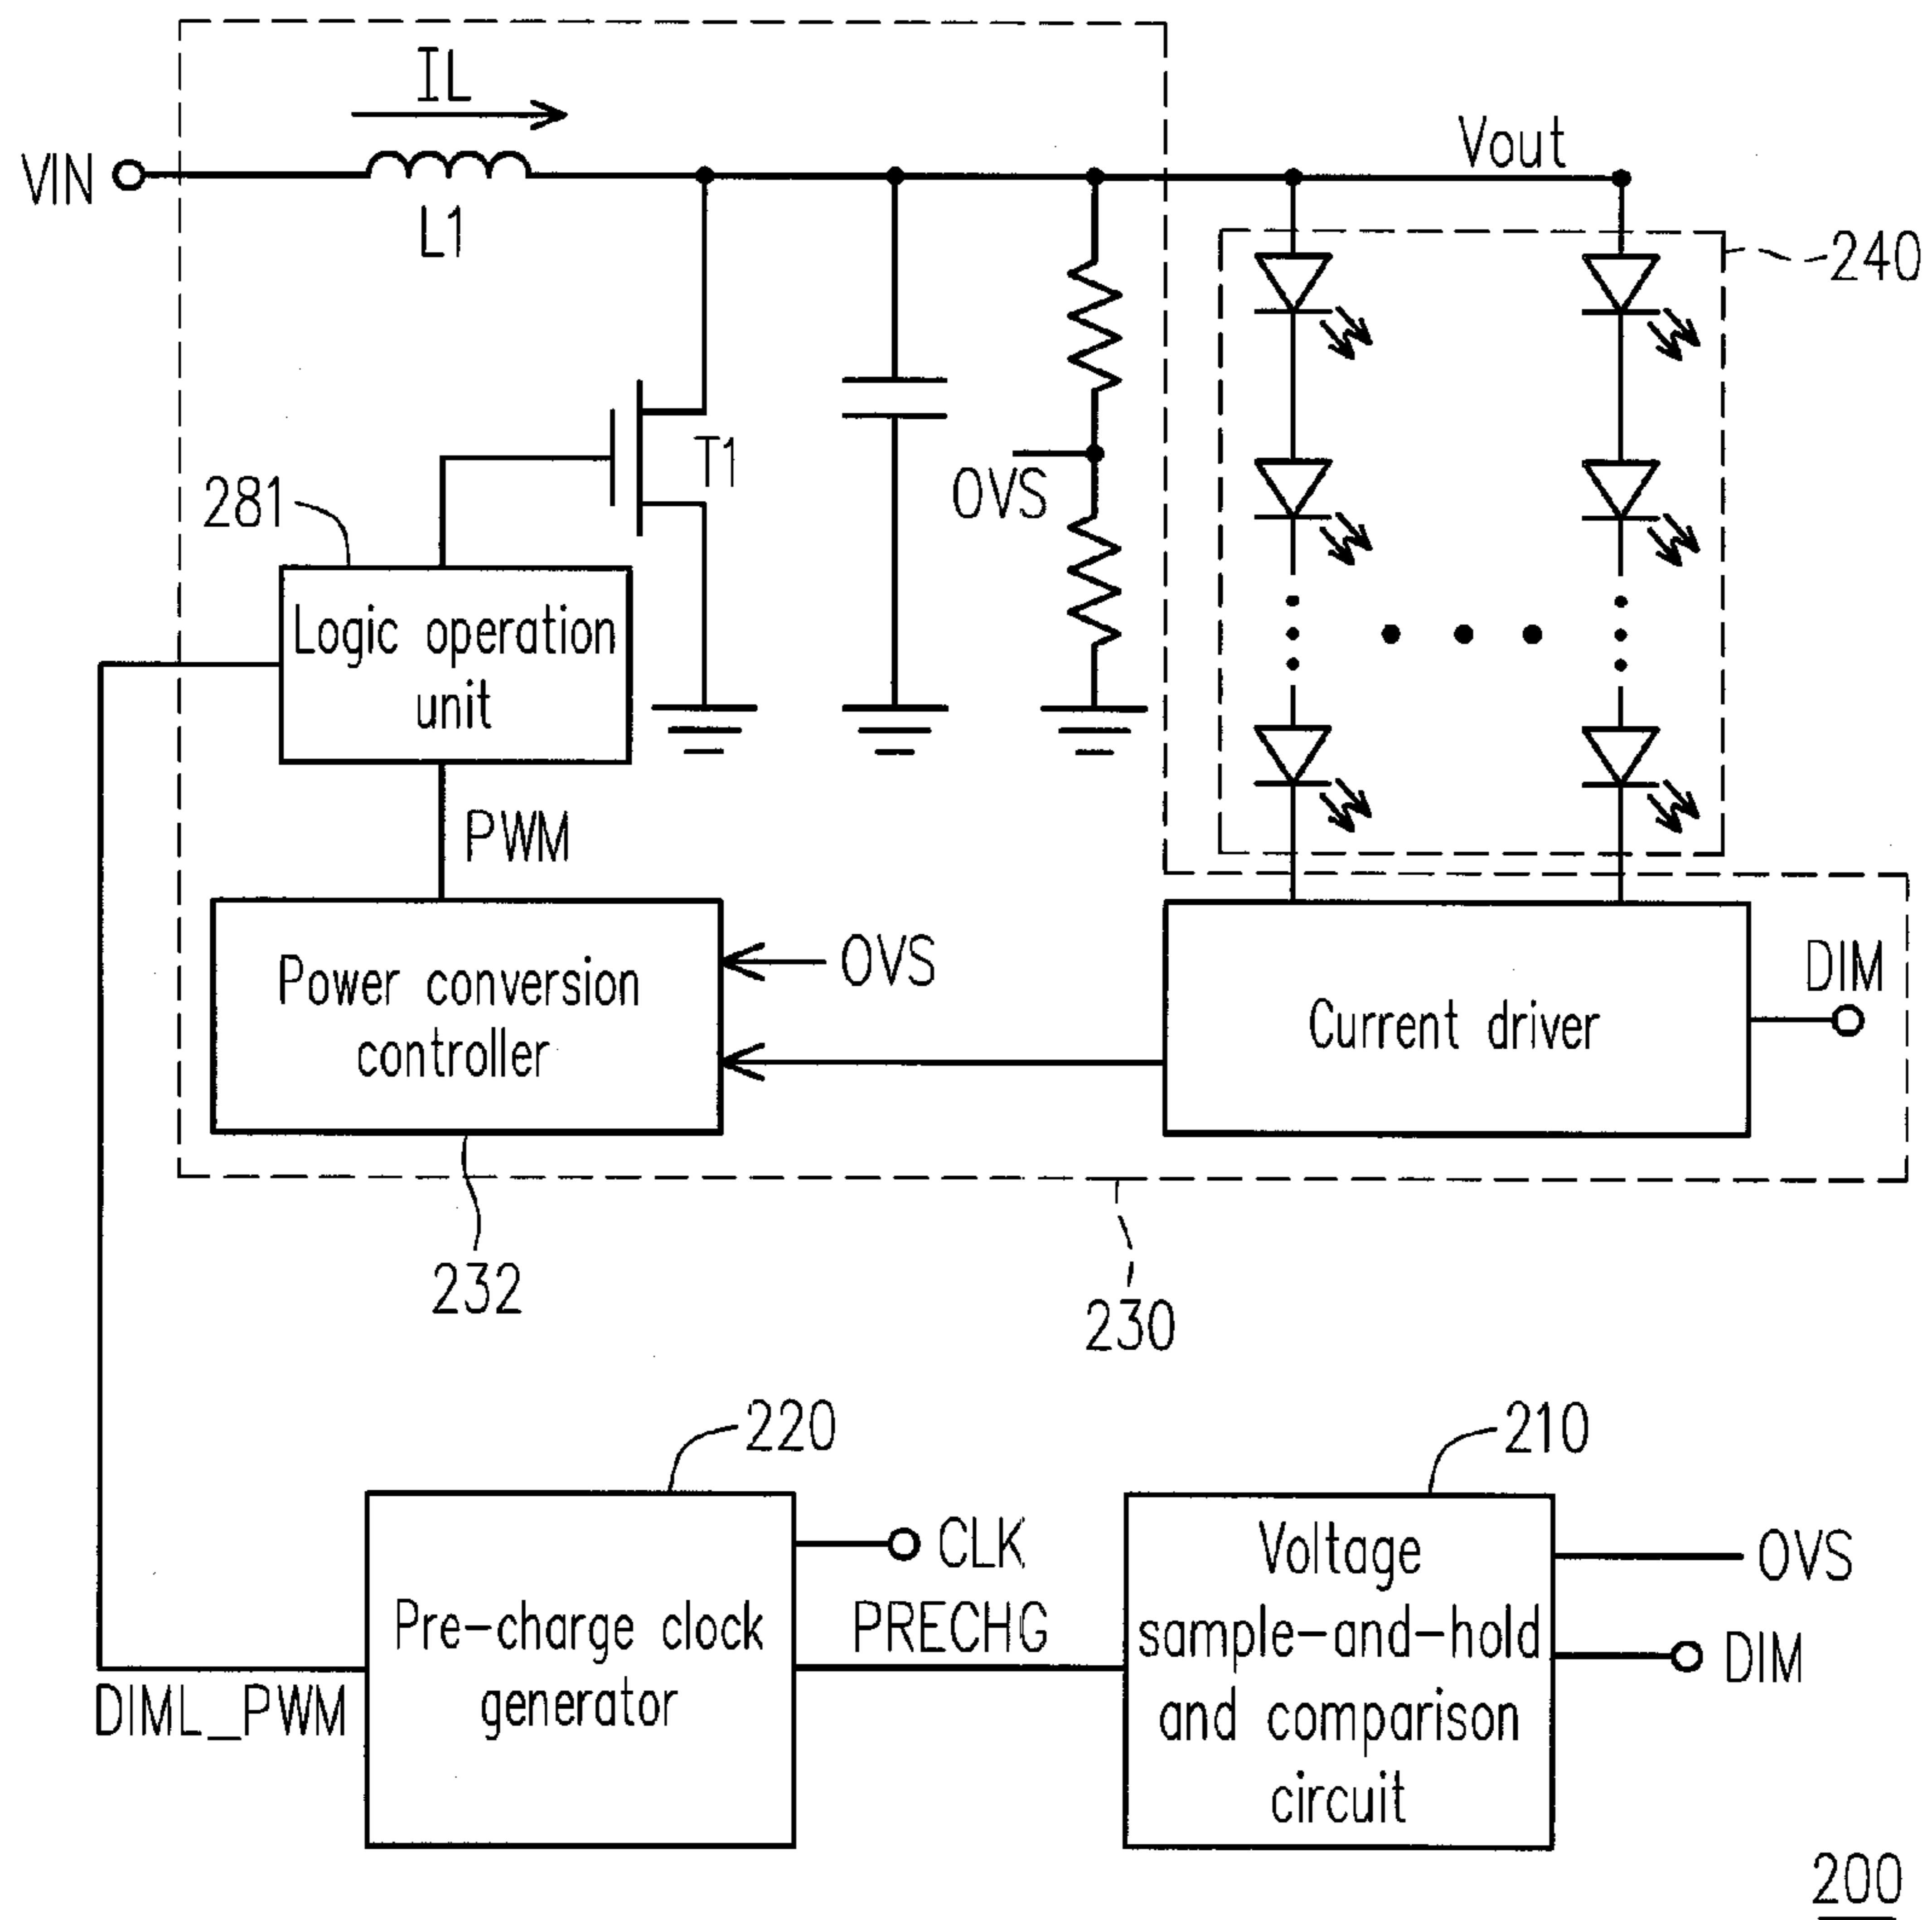 IL
VIN
L1
Vout
240
T1
OVS
281
Logic operation
unit
PWM
Power conversion
controller
OVS
Current driver
DIM
232
230
220
210
CLK
PRECHG
Pre-charge clock
generator
DIML_PWM
Voltage
sample-and-hold
and comparison
circuit
OVS
DIM
200